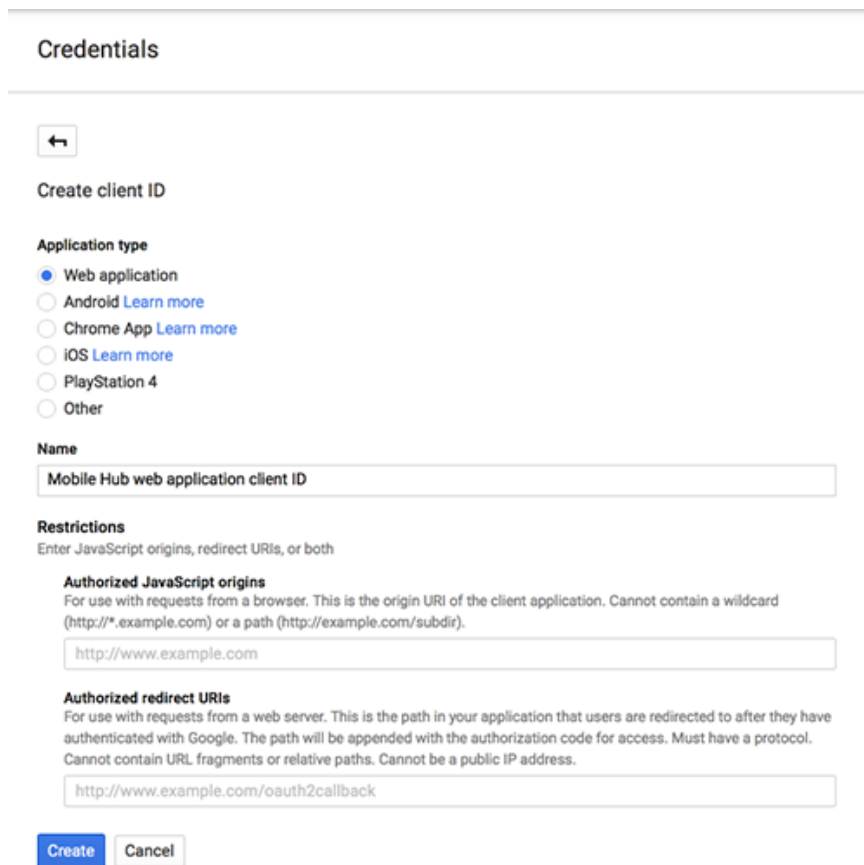 Credentials
Create client ID
Application type
Web application
Android Learn more
Chrome App Learn more
iOS Learn more
PlayStation 4
Other
Name
Mobile Hub web application client ID
Restrictions
Enter JavaScript origins, redirect URIs, or both
Authorized JavaScript origins
For use with requests from a browser. This is the origin URI of the client application. Cannot contain a wildcard
(http://*.example.com) or a path (http://example.com/subdir).
http://www.example.com
Authorized redirect URIs
For use with requests from a web server. This is the path in your application that users are redirected to after they have
authenticated with Google. The path will be appended with the authorization code for access. Must have a protocol.
Cannot contain URL fragments or relative paths. Cannot be a public IP address.
http://www.example.com/oauth2callback
Create Cancel